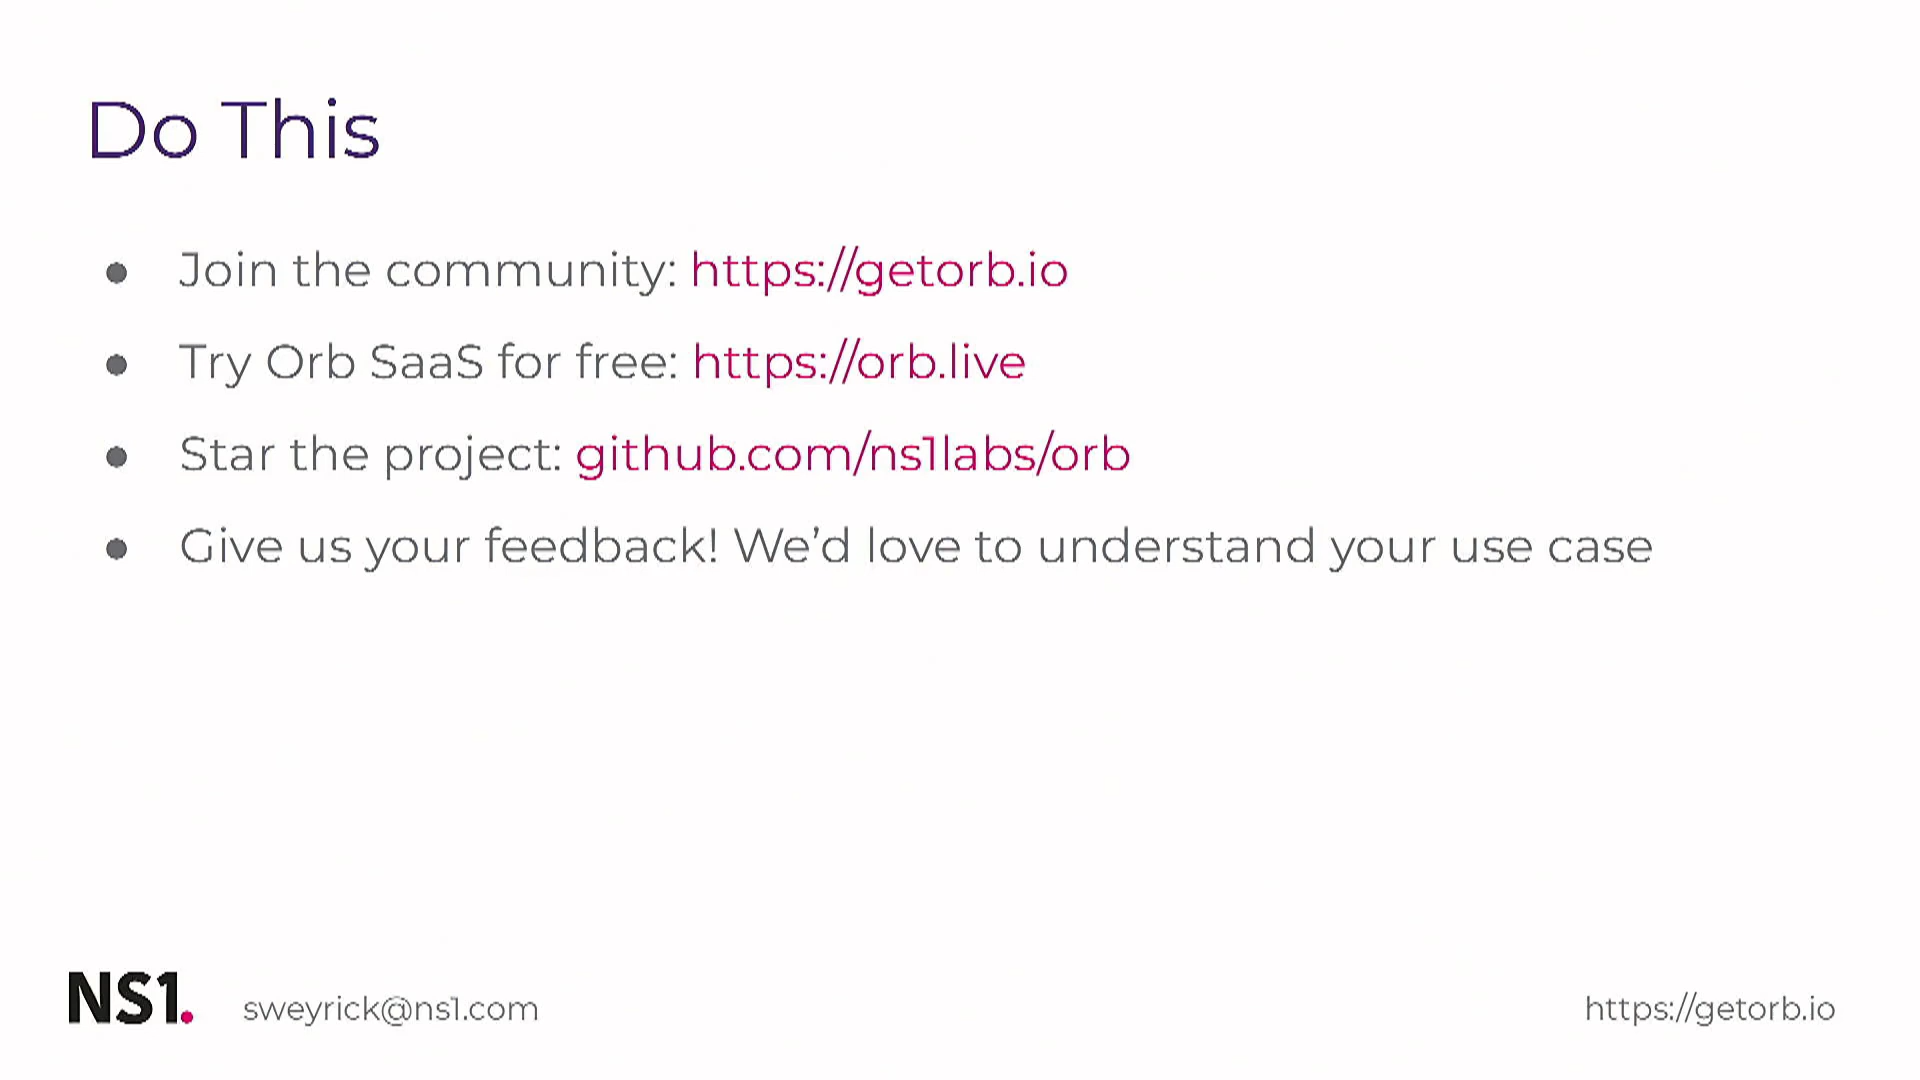 Do This
● Join the community: https://getorb.io
● Try Orb SaaS for free: https://orb.live
● Star the project: github.com/ns1labs/orb
● Give us your feedback! We’d love to understand your use case
NS1. sweyrick@ns1.com https://getorb.io